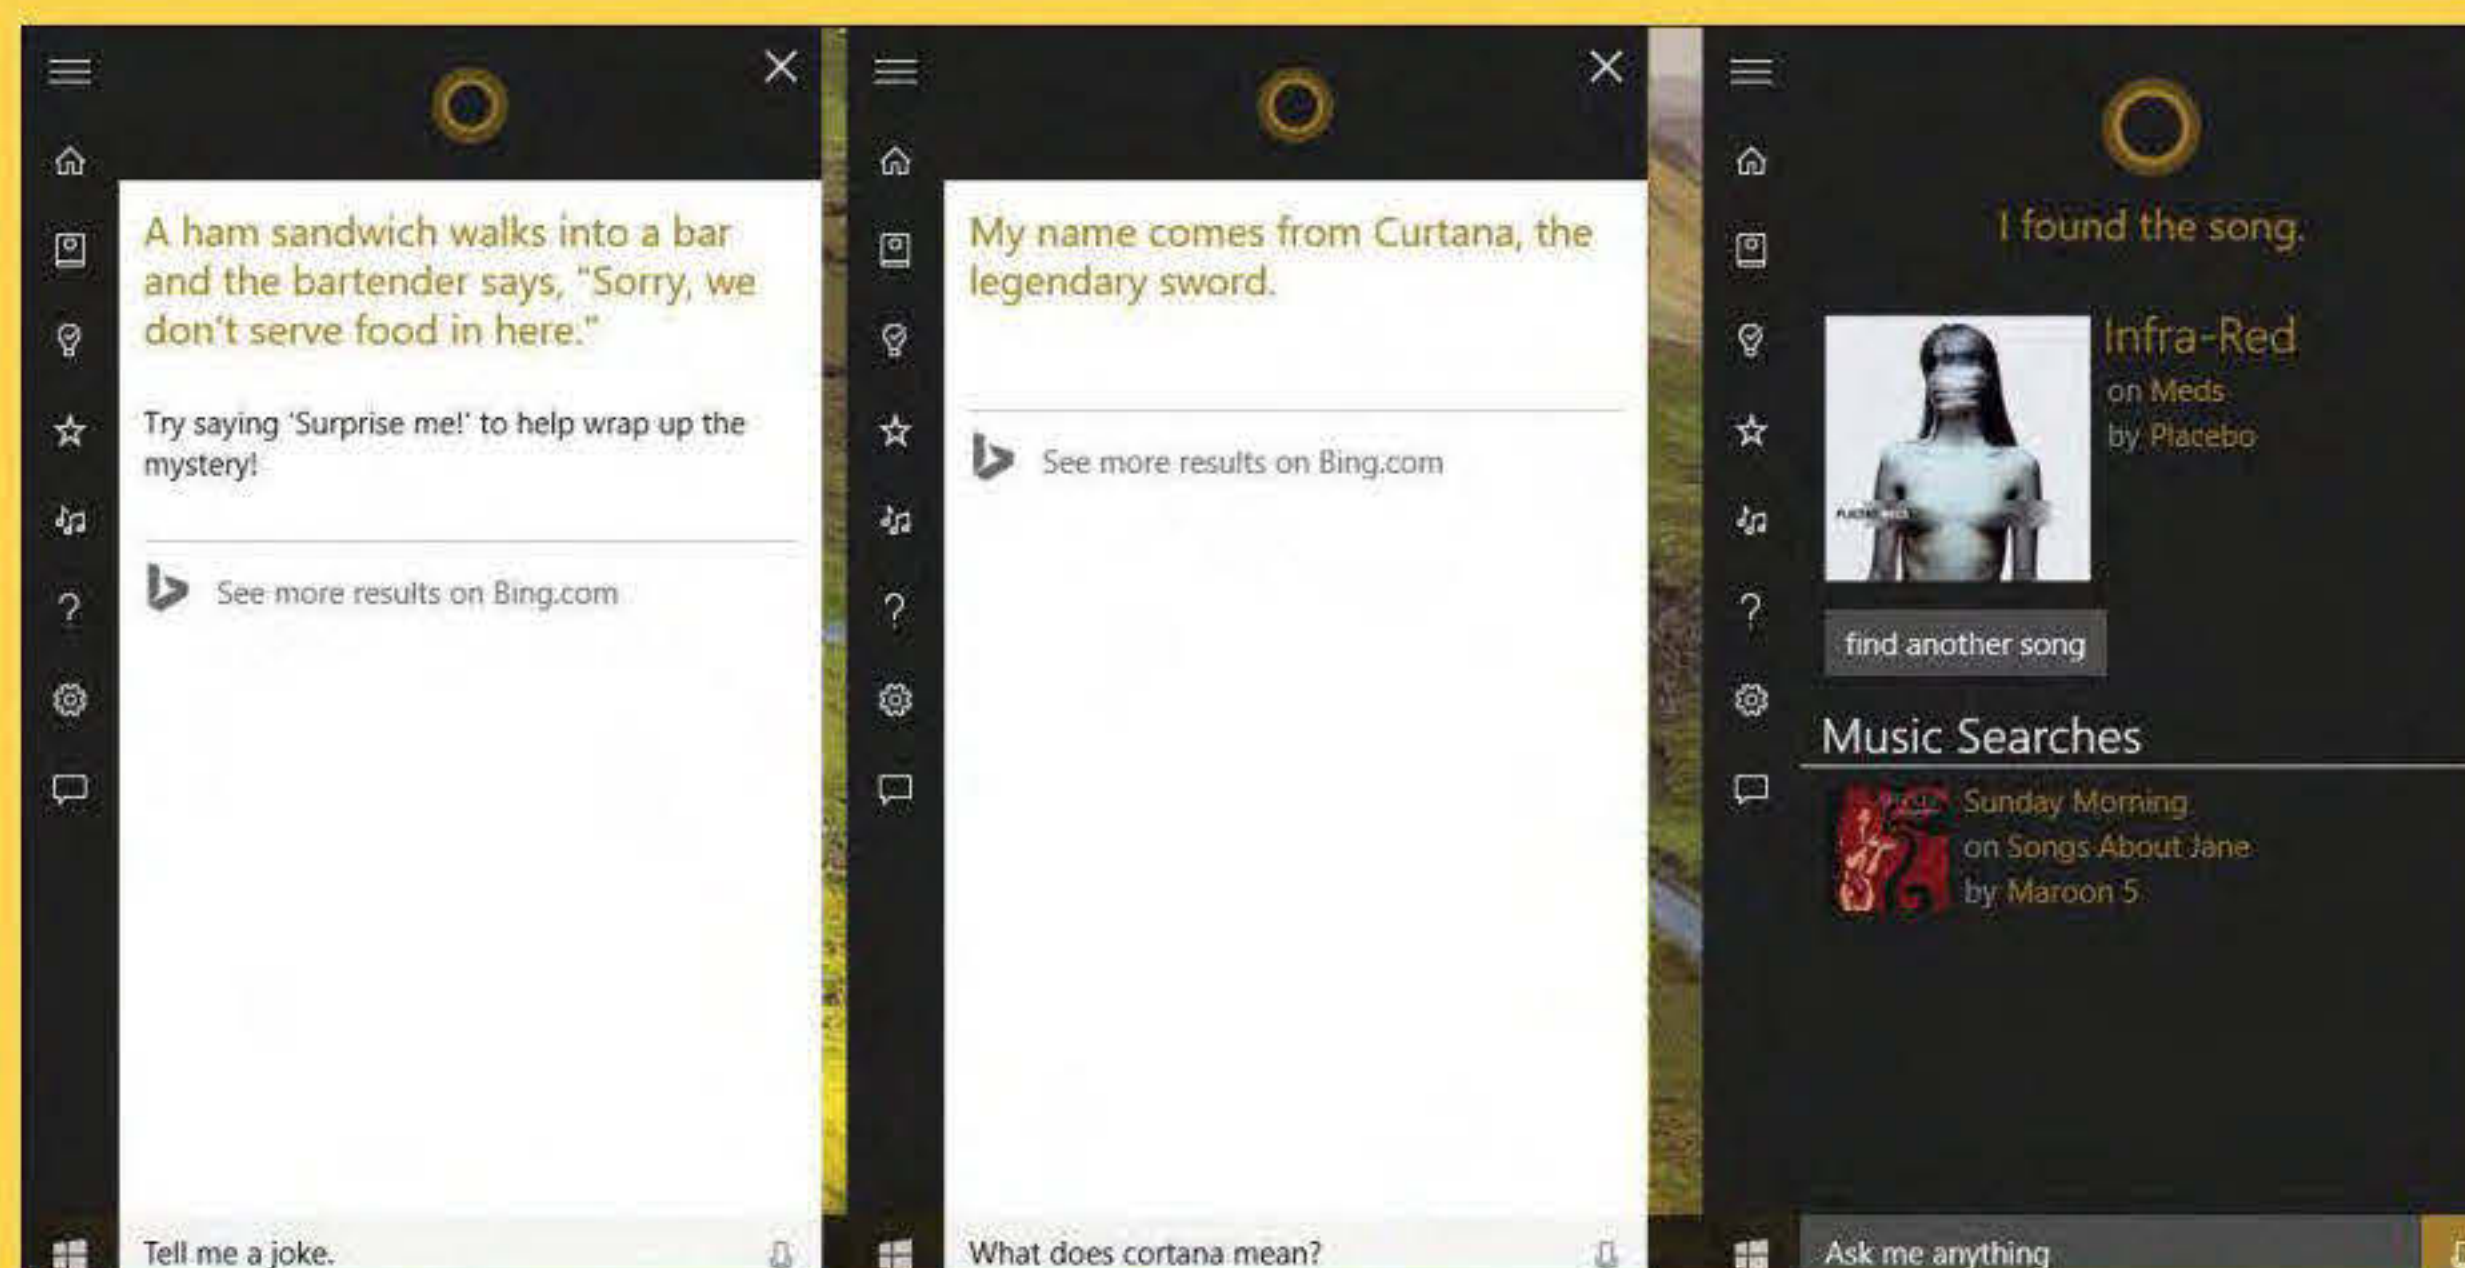 A ham sandwich walks into a bar
and the bartender says, "Sorry, we
don't serve food in here."
Try saying 'Surprise me!' to help wrap up the
mystery!
See more results on Bing.com
Tell me a joke.
My name comes from Curtana, the
legendary sword.
See more results on Bing.com
What does cortana mean?
I found the song.
Infra-Red
on Meds
by Placebo
find another song
Music Searches
Sunday Morning
on Songs About Jane
by Maroon 5
Ask me anything